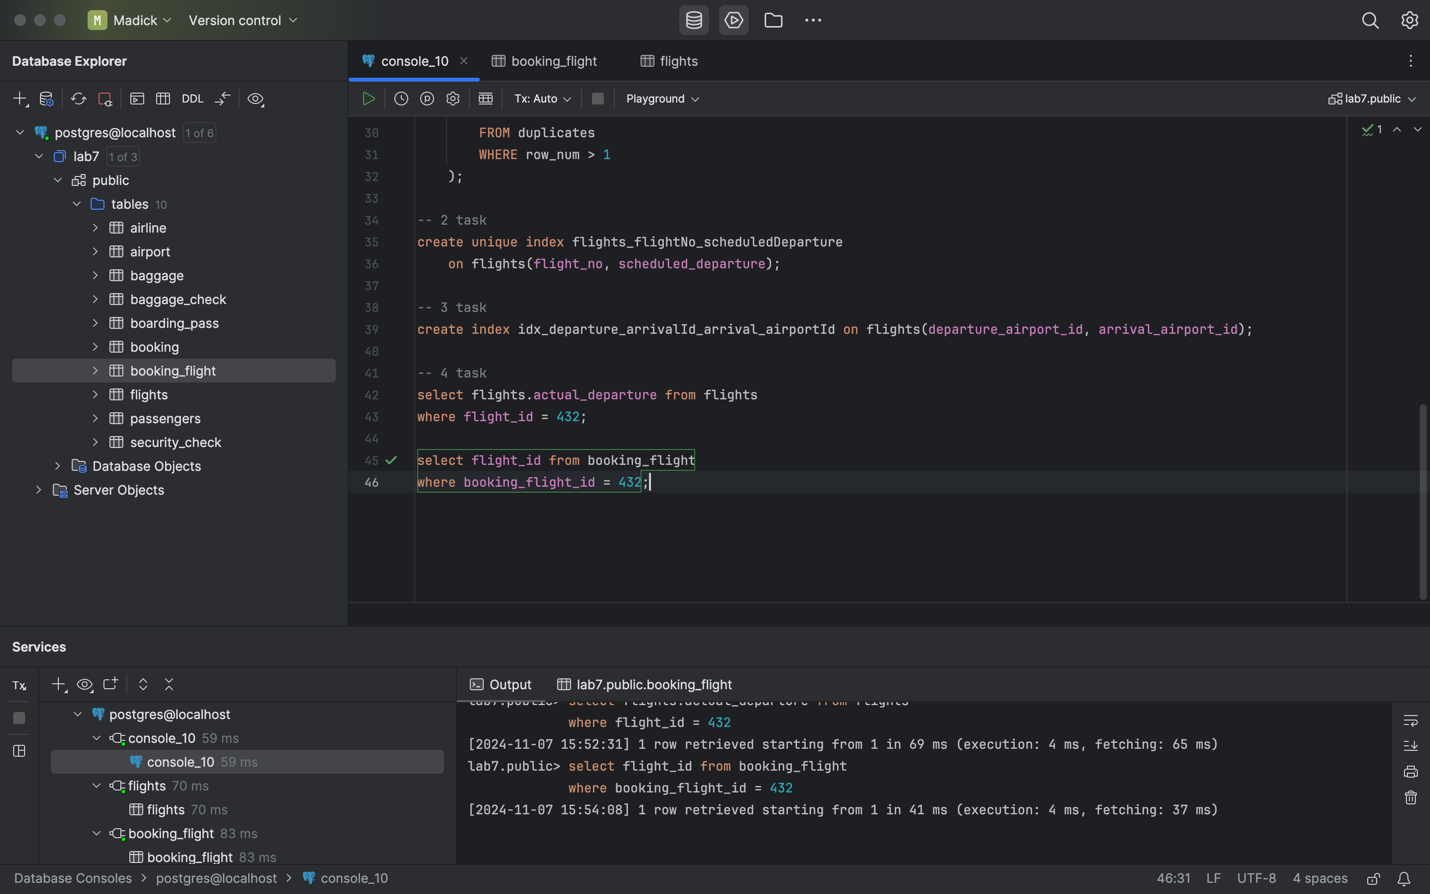 M Madick Version control
Database Explorer
console_10
booking_flight
flights
DDL
Tx: Auto
Playground
lab7.public
postgres@localhost 1 of 6
lab7 1 of 3
public
tables 10
airline
airport
baggage
baggage_check
boarding_pass
booking
booking_flight
flights
passengers
security_check
Database Objects
Server Objects
1
30 FROM duplicates
31 WHERE row_num > 1
32 );
33
34 -- 2 task
35 create unique index flights_flightNo_scheduledDeparture
36 on flights(flight_no, scheduled_departure);
37
38 -- 3 task
39 create index idx_departure_arrivalId_arrival_airportId on flights(departure_airport_id, arrival_airport_id);
40
41 -- 4 task
42 select flights.actual_departure from flights
43 where flight_id = 432;
44
45 select flight_id from booking_flight
46 where booking_flight_id = 432;
Services
Tx
postgres@localhost
console_10 59 ms
console_10 59 ms
flights 70 ms
flights 70 ms
booking_flight 83 ms
booking_flight 83 ms
Output
lab7.public.booking_flight
lab7.public> select flights.actual_departure from flights
where flight_id = 432
[2024-11-07 15:52:31] 1 row retrieved starting from 1 in 69 ms (execution: 4 ms, fetching: 65 ms)
lab7.public> select flight_id from booking_flight
where booking_flight_id = 432
[2024-11-07 15:54:08] 1 row retrieved starting from 1 in 41 ms (execution: 4 ms, fetching: 37 ms)
Database Consoles > postgres@localhost > console_10
46:31 LF UTF-8 4 spaces